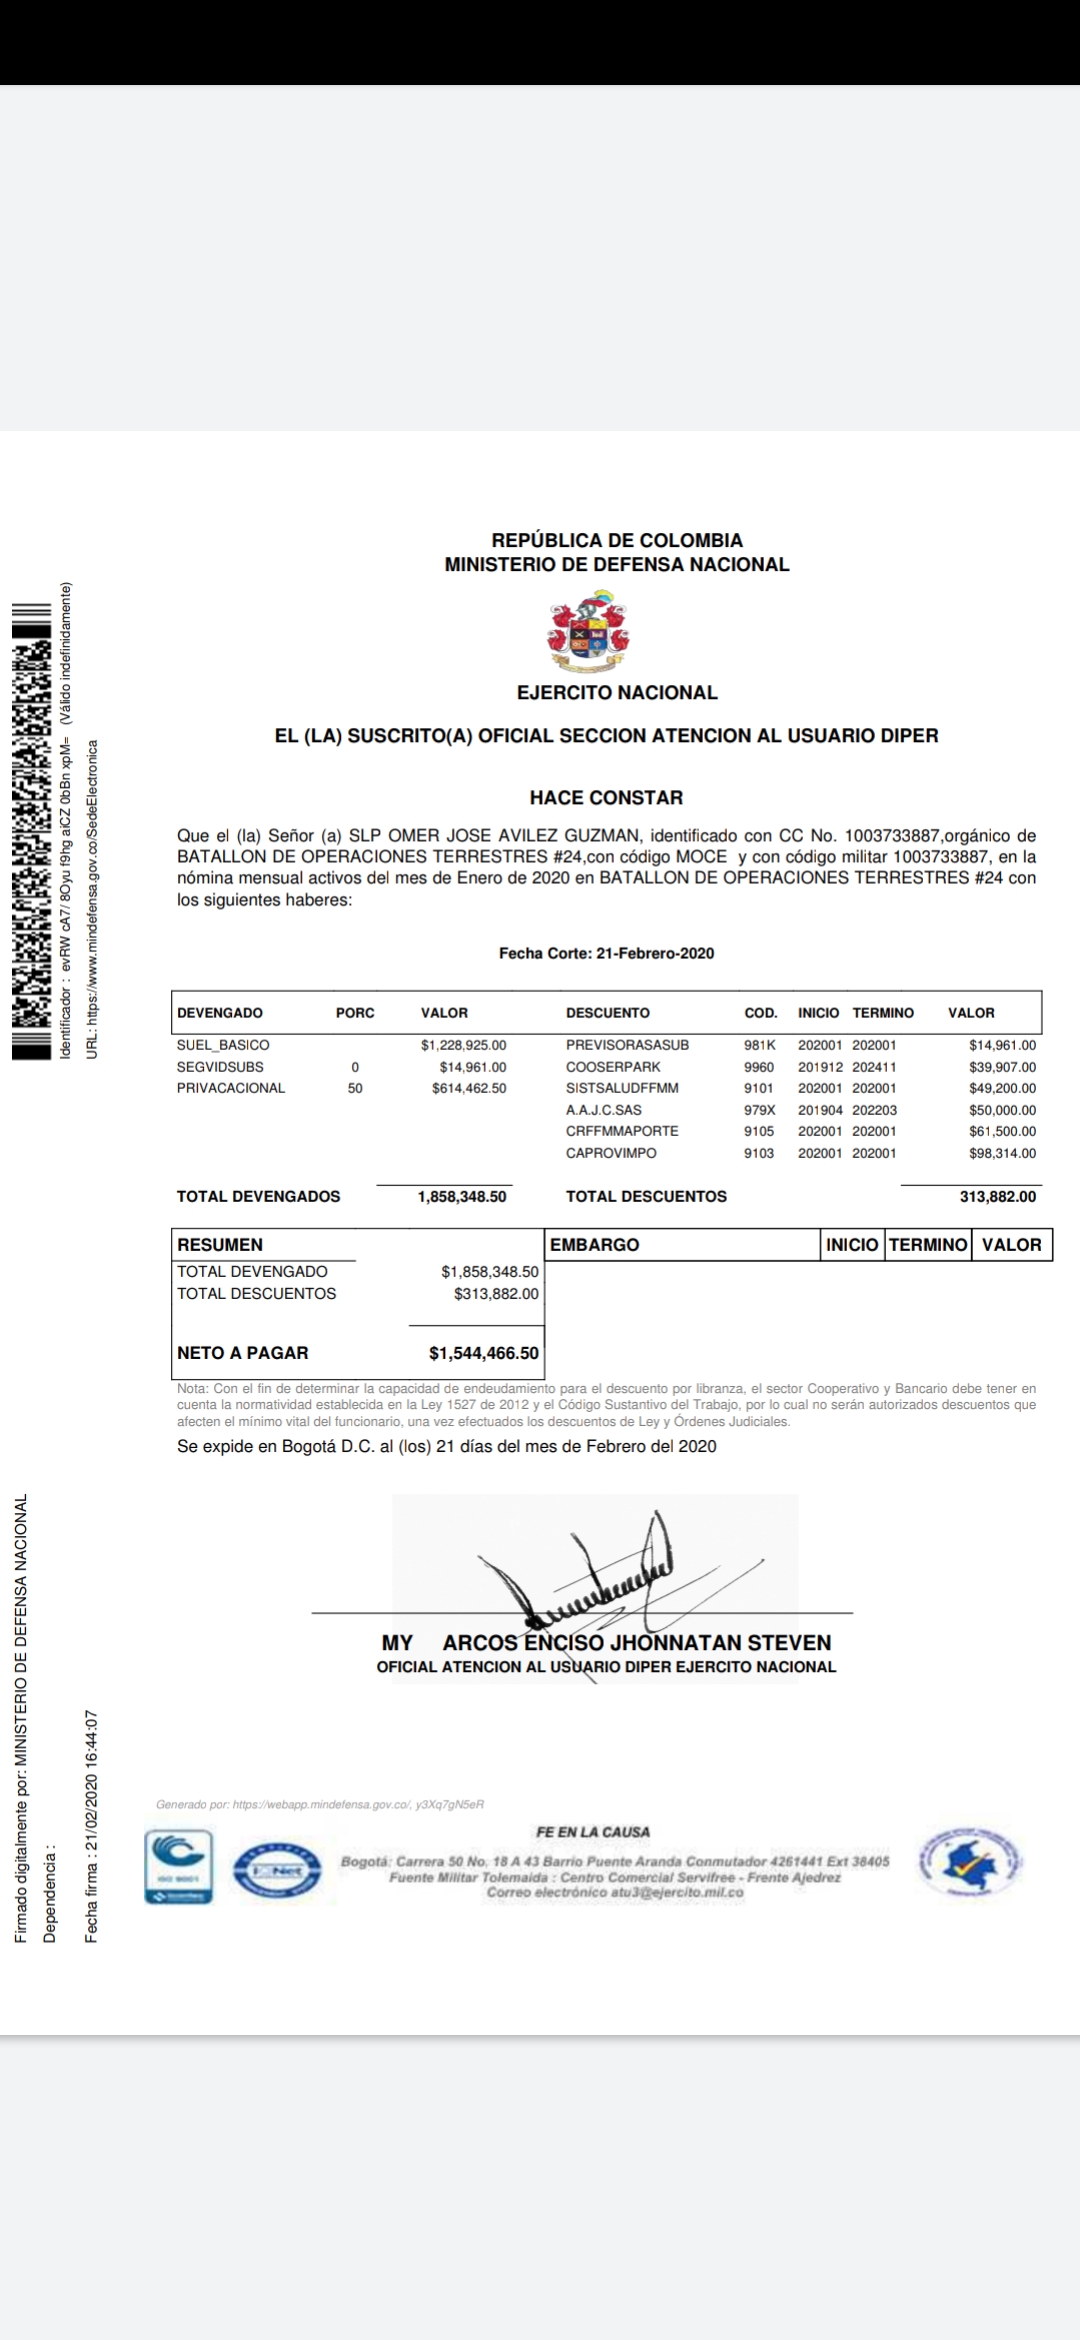 REPÚBLICA DE COLOMBIA
MINISTERIO DE DEFENSA NACIONAL
EJERCITO NACIONAL
EL (LA) SUSCRITO(A) OFICIAL SECCION ATENCION AL USUARIO DIPER
HACE CONSTAR
Que el (la) Señor (a) SLP OMER JOSE AVILEZ GUZMAN, identificado con CC No. 1003733887,orgánico de
BATALLON DE OPERACIONES TERRESTRES #24,con código MOCE y con código militar 1003733887, en la
nómina mensual activos del mes de Enero de 2020 en BATALLON DE OPERACIONES TERRESTRES #24 con
los siguientes haberes:
Fecha Corte: 21-Febrero-2020
DEVENGADO PORC VALOR DESCUENTO COD. INICIO TERMINO VALOR
SUEL_BASICO $1,228,925.00 PREVISORASASUB 981K 202001 202001 $14,961.00
SEGVIDSUBS 0 $14,961.00 COOSERPARK 9960 201912 202411 $39,907.00
PRIVACACIONAL 50 $614,462.50 SISTSALUDFFMM 9101 202001 202001 $49,200.00
A.A.J.C.SAS 979X 201904 202203 $50,000.00
CRFFMMAPORTE 9105 202001 202001 $61,500.00
CAPROVIMPO 9103 202001 202001 $98,314.00
TOTAL DEVENGADOS 1,858,348.50 TOTAL DESCUENTOS 313,882.00
RESUMEN EMBARGO INICIO TERMINO VALOR
TOTAL DEVENGADO $1,858,348.50
TOTAL DESCUENTOS $313,882.00
NETO A PAGAR $1,544,466.50
Nota: Con el fin de determinar la capacidad de endeudamiento para el descuento por libranza, el sector Cooperativo y Bancario debe tener en
cuenta la normatividad establecida en la Ley 1527 de 2012 y el Código Sustantivo del Trabajo, por lo cual no serán autorizados descuentos que
afecten el mínimo vital del funcionario, una vez efectuados los descuentos de Ley y Órdenes Judiciales.
Se expide en Bogotá D.C. al (los) 21 días del mes de Febrero del 2020
MY ARCOS ENCISO JHONNATAN STEVEN
OFICIAL ATENCION AL USUARIO DIPER EJERCITO NACIONAL
Generado por: https://webapp.mindefensa.gov.co/, y3Xq7gN5eR
FE EN LA CAUSA
Bogotá: Carrera 50 No. 18 A 43 Barrio Puente Aranda Conmutador 4261441 Ext 38405
Fuente Militar Tolemaida : Centro Comercial Servifree - Frente Ajedrez
Correo electrónico atu3@ejercito.mil.co
ISO 9001
Identificador : evRW cA7/ 8Oyu f9hg aiCZ 0bBn xpM= (Válido indefinidamente)
URL: https://www.mindefensa.gov.co/SedeElectronica
Firmado digitalmente por: MINISTERIO DE DEFENSA NACIONAL
Dependencia :
Fecha firma : 21/02/2020 16:44:07